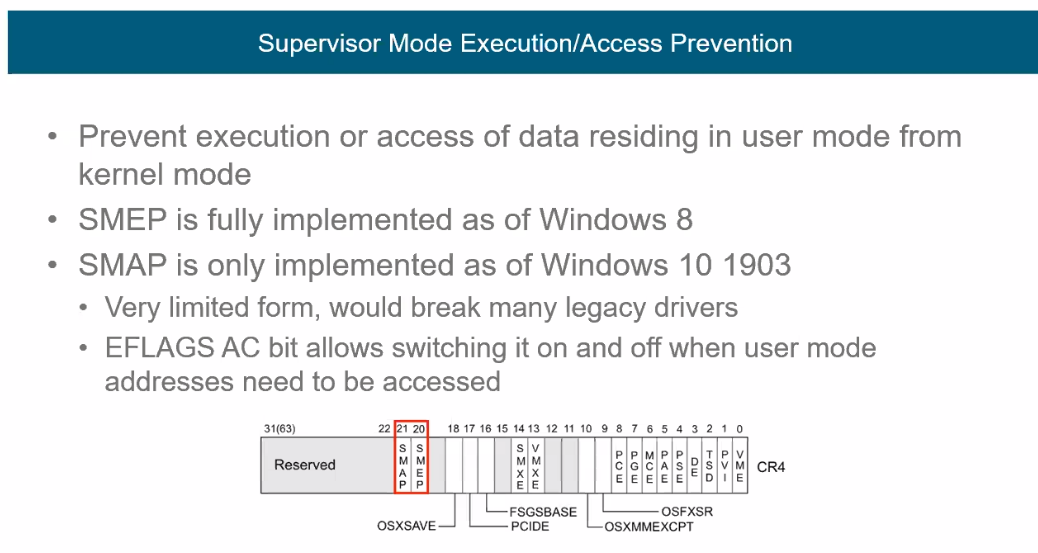 Supervisor Mode Execution/Access Prevention
• Prevent execution or access of data residing in user mode from
kernel mode
• SMEP is fully implemented as of Windows 8
• SMAP is only implemented as of Windows 10 1903
• Very limited form, would break many legacy drivers
• EFLAGS AC bit allows switching it on and off when user mode
addresses need to be accessed
31(63) 22 21 20 18 17 16 15 14 13 12 11 10 9 8 7 6 5 4 3 2 1 0
Reserved SMAP SMEP SMXE VMXE PCE PGE MCE PAE PSE DE TSD PVI VME CR4
FSGSBASE OSFXSR
OSXSAVE PCIDE OSXMMEXCPT